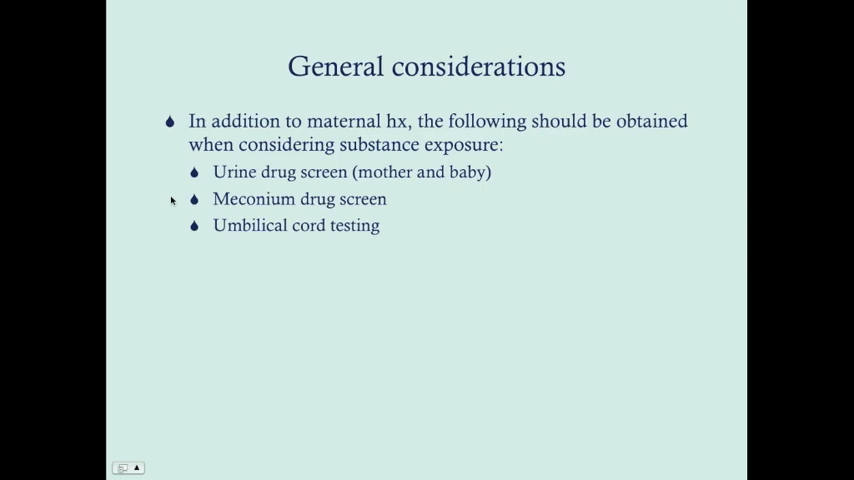 General considerations
In addition to maternal hx, the following should be obtained
when considering substance exposure:
Urine drug screen (mother and baby)
Meconium drug screen
Umbilical cord testing